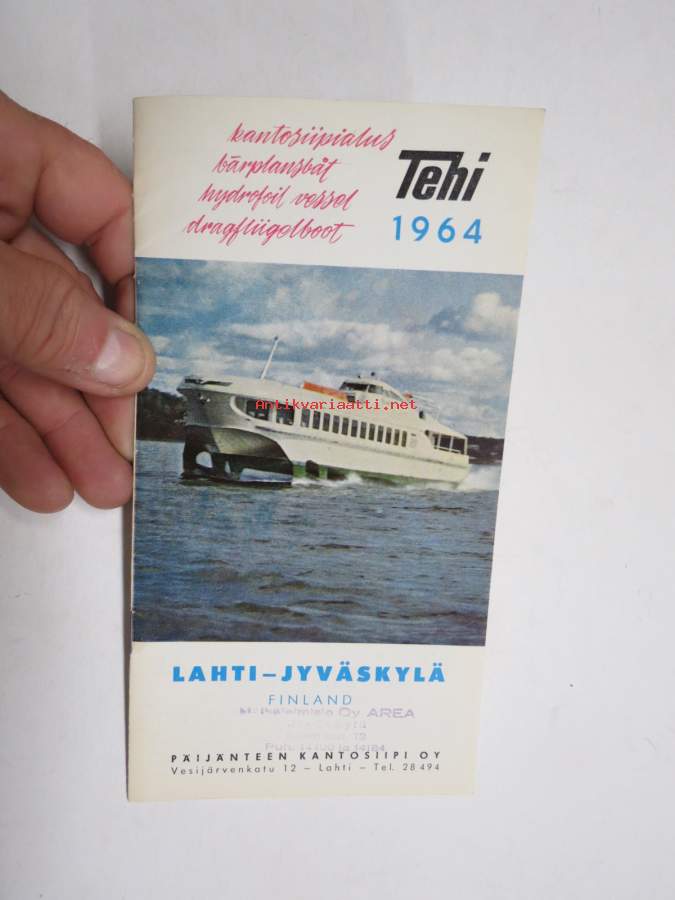 kantosiipialus
bärplansbåt
hydrofoil vessel
dragflügelboot
Tehi
1964
Antikvariaatti.net
LAHTI – JYVÄSKYLÄ
FINLAND
Oy AREA
PÄIJÄNTEEN KANTOSIIPI OY
Vesijärvenkatu 12 – Lahti – Tel. 28 494